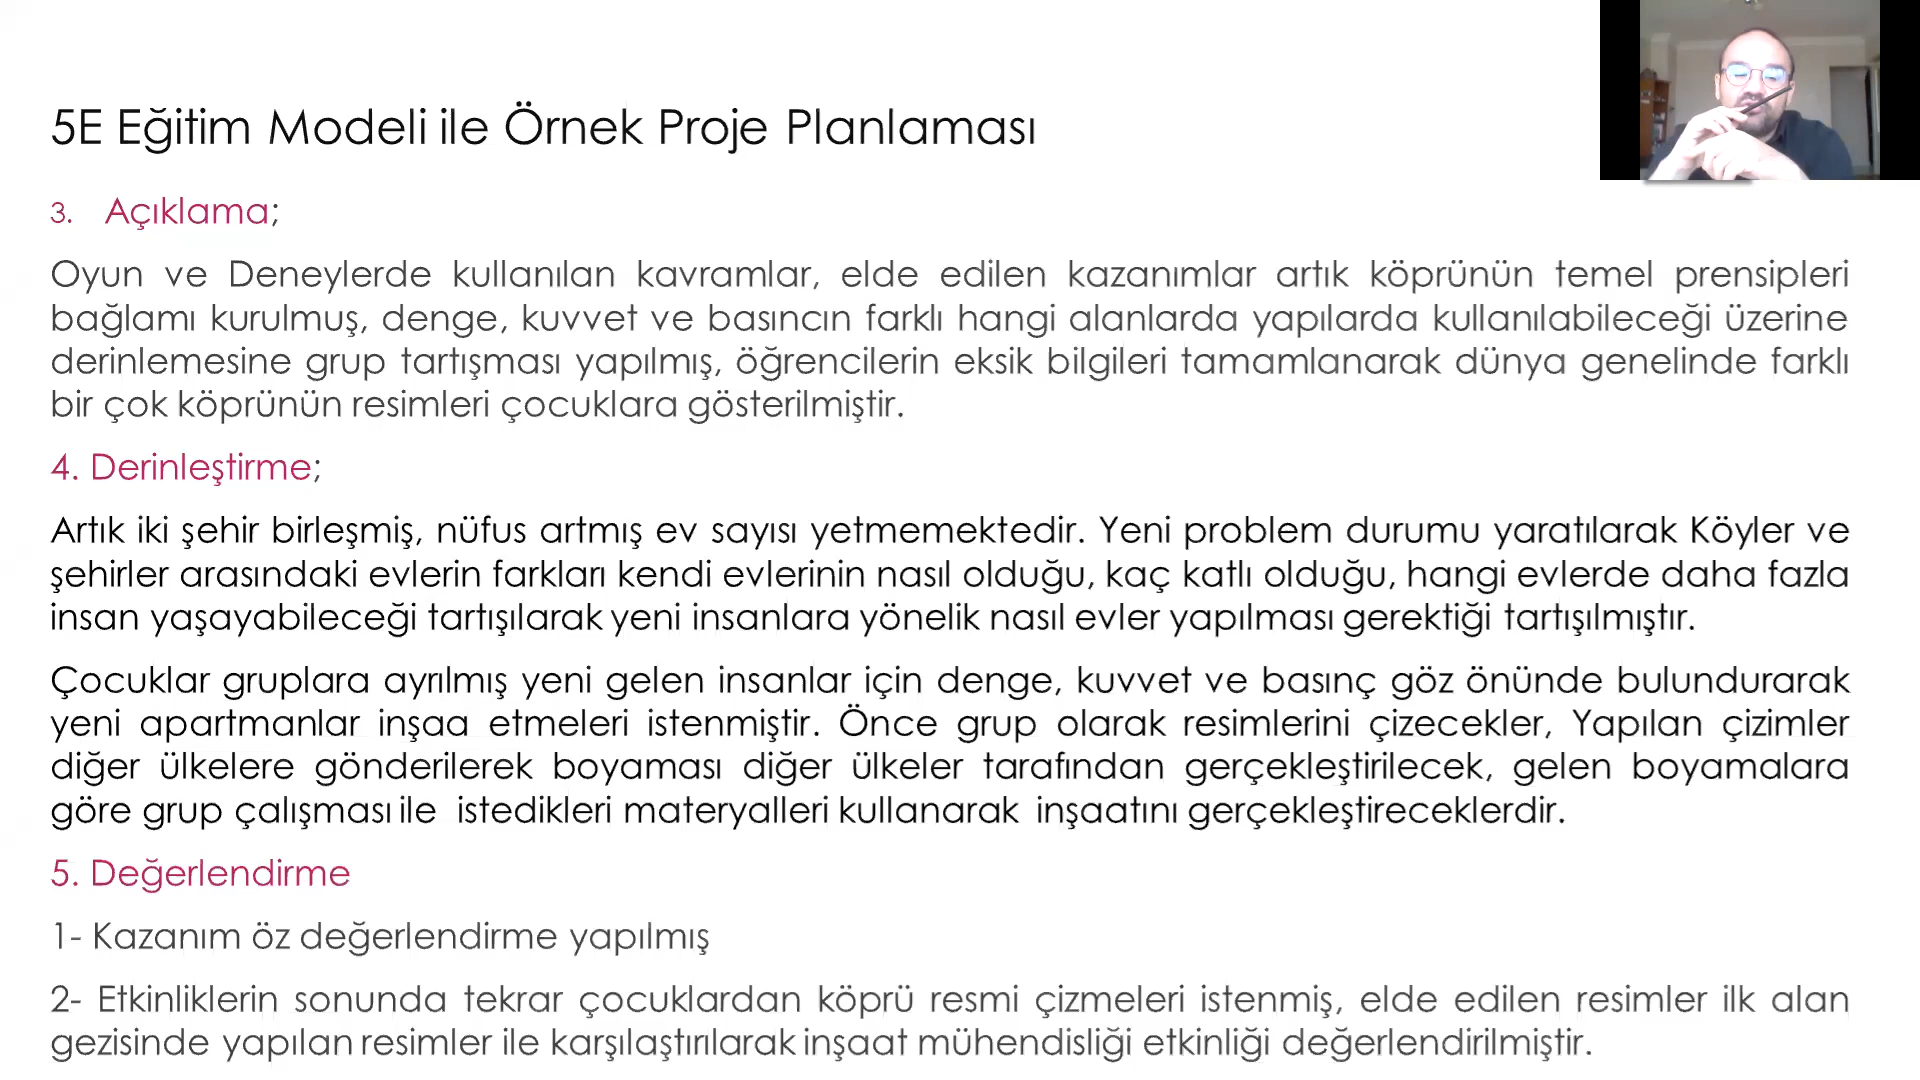 5E Eğitim Modeli ile Örnek Proje Planlaması
3. Açıklama;
Oyun ve Deneylerde kullanılan kavramlar, elde edilen kazanımlar artık köprünün temel prensipleri
bağlamı kurulmuş, denge, kuvvet ve basıncın farklı hangi alanlarda yapılarda kullanılabileceği üzerine
derinlemesine grup tartışması yapılmış, öğrencilerin eksik bilgileri tamamlanarak dünya genelinde farklı
bir çok köprünün resimleri çocuklara gösterilmiştir.
4. Derinleştirme;
Artık iki şehir birleşmiş, nüfus artmış ev sayısı yetmemektedir. Yeni problem durumu yaratılarak Köyler ve
şehirler arasındaki evlerin farkları kendi evlerinin nasıl olduğu, kaç katlı olduğu, hangi evlerde daha fazla
insan yaşayabileceği tartışılarak yeni insanlara yönelik nasıl evler yapılması gerektiği tartışılmıştır.
Çocuklar gruplara ayrılmış yeni gelen insanlar için denge, kuvvet ve basınç göz önünde bulundurarak
yeni apartmanlar inşaa etmeleri istenmiştir. Önce grup olarak resimlerini çizecekler, Yapılan çizimler
diğer ülkelere gönderilerek boyaması diğer ülkeler tarafından gerçekleştirilecek, gelen boyamalara
göre grup çalışması ile istedikleri materyalleri kullanarak inşaatını gerçekleştireceklerdir.
5. Değerlendirme
1- Kazanım öz değerlendirme yapılmış
2- Etkinliklerin sonunda tekrar çocuklardan köprü resmi çizmeleri istenmiş, elde edilen resimler ilk alan
gezisinde yapılan resimler ile karşılaştırılarak inşaat mühendisliği etkinliği değerlendirilmiştir.